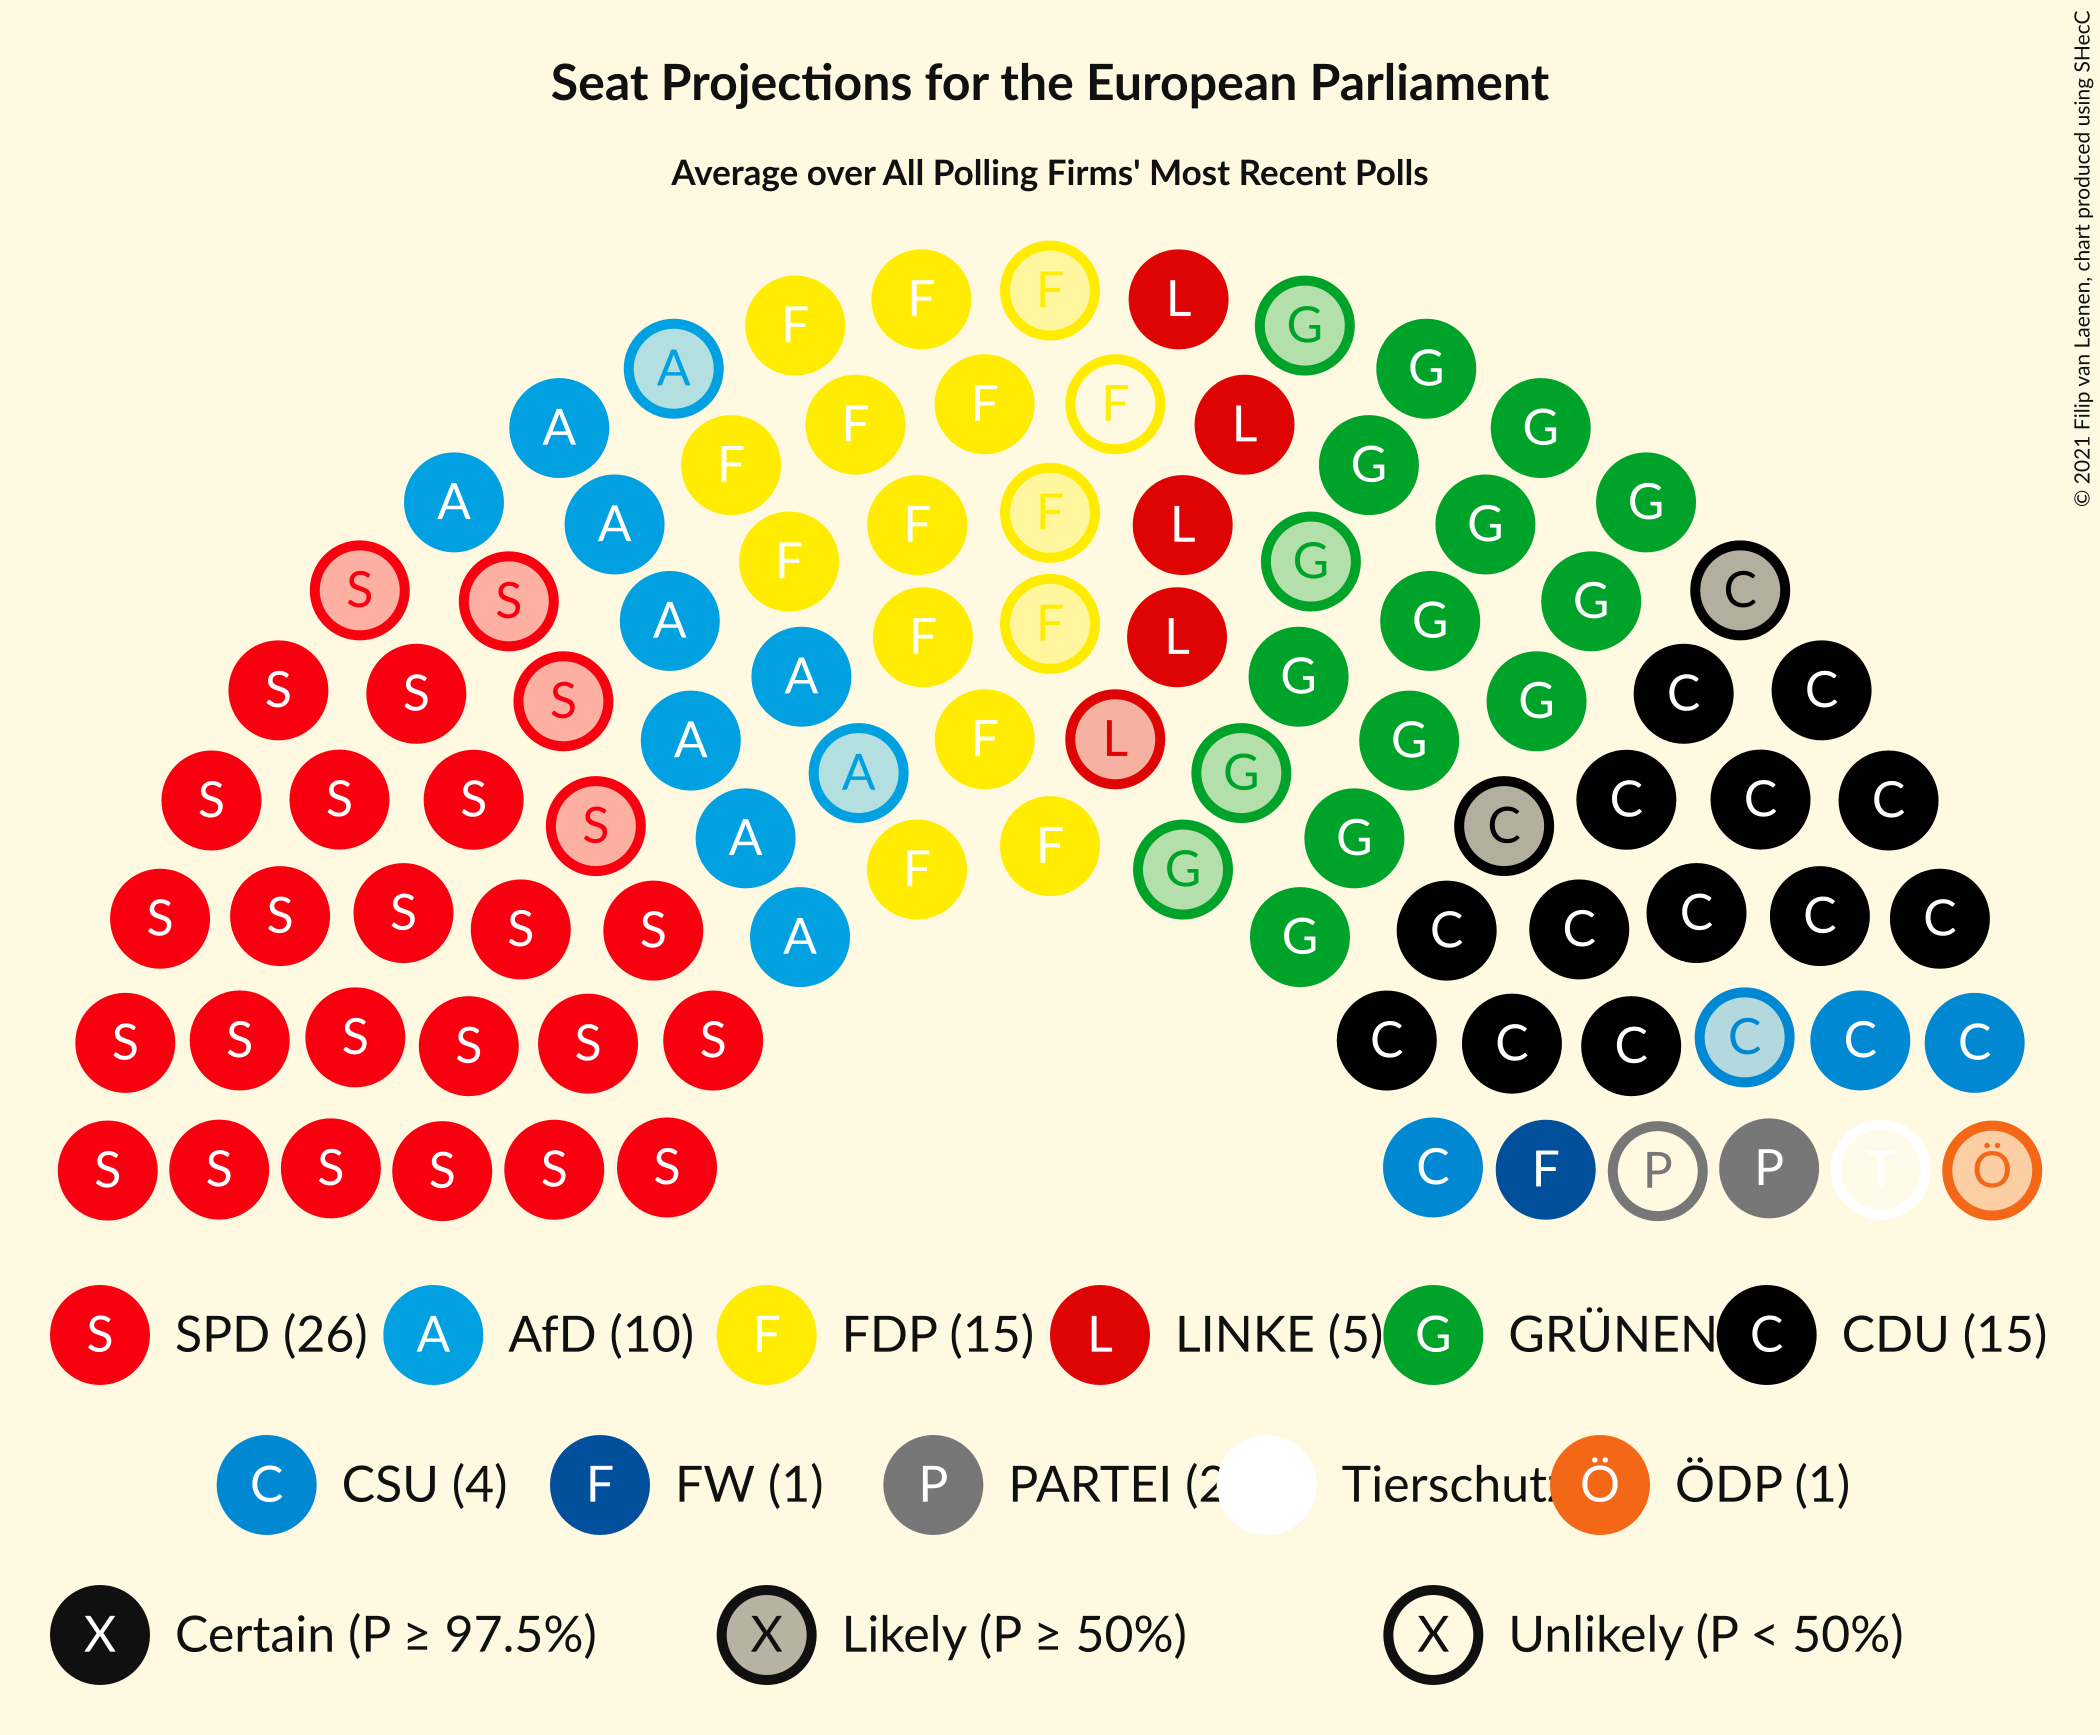 Seat Projections for the European Parliament
Average over All Polling Firms' Most Recent Polls
© 2021 Filip van Laenen, chart produced using SHecC
F F F L G
A F F F F L G G
A F F F L G G G
A A F F F L G G G G
S S A A A F L G G G G C
S S S A A F G G G C C
S S S S A F F G G C C C C
S S S S S A G C C C C C
S S S S S S C C C C C C
S S S S S S C F P P T Ö
S SPD (26) A AfD (10) F FDP (15) L LINKE (5) G GRÜNEN C CDU (15)
C CSU (4) F FW (1) P PARTEI (2 Tierschutz Ö ÖDP (1)
X Certain (P ≥ 97.5%) X Likely (P ≥ 50%) X Unlikely (P < 50%)